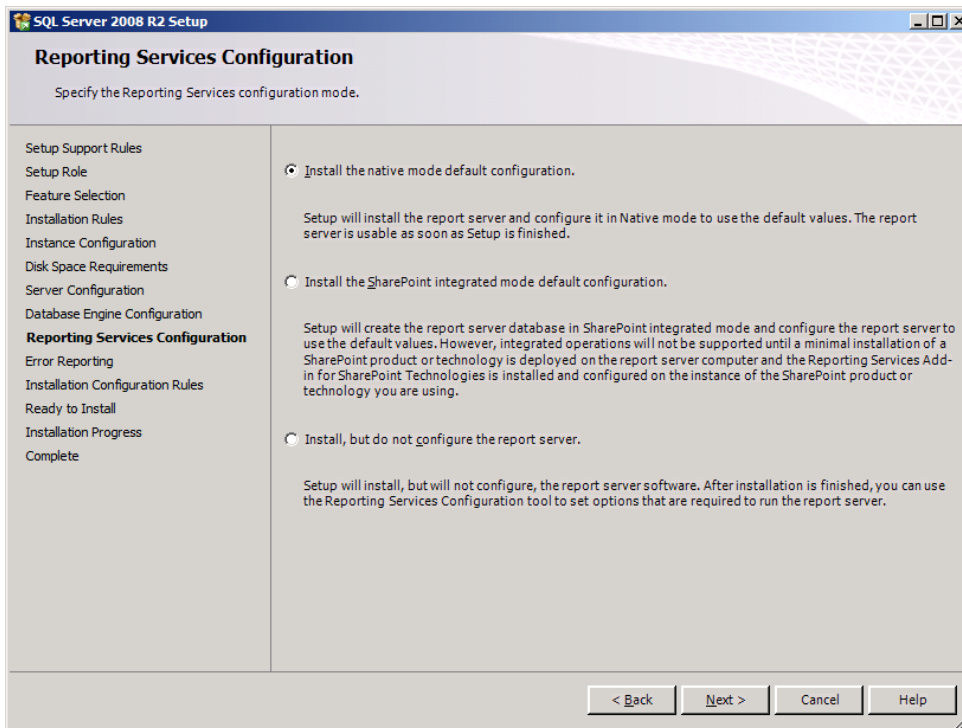 SQL Server 2008 R2 Setup
Reporting Services Configuration
Specify the Reporting Services configuration mode.
Setup Support Rules
Setup Role
Feature Selection
Installation Rules
Instance Configuration
Disk Space Requirements
Server Configuration
Database Engine Configuration
Reporting Services Configuration
Error Reporting
Installation Configuration Rules
Ready to Install
Installation Progress
Complete
Install the native mode default configuration.
Setup will install the report server and configure it in Native mode to use the default values. The report
server is usable as soon as Setup is finished.
Install the SharePoint integrated mode default configuration.
Setup will create the report server database in SharePoint integrated mode and configure the report server to
use the default values. However, integrated operations will not be supported until a minimal installation of a
SharePoint product or technology is deployed on the report server computer and the Reporting Services Add-
in for SharePoint Technologies is installed and configured on the instance of the SharePoint product or
technology you are using.
Install, but do not configure the report server.
Setup will install, but will not configure, the report server software. After installation is finished, you can use
the Reporting Services Configuration tool to set options that are required to run the report server.
< Back
Next >
Cancel
Help